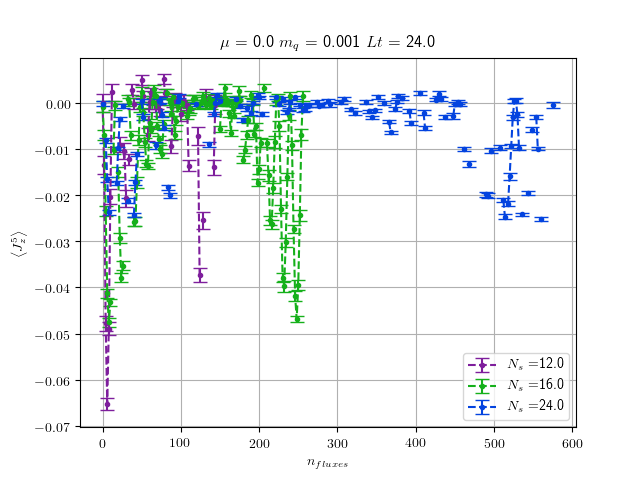 μ = 0.0 m_q = 0.001 Lt = 24.0
0.00
−0.01
−0.02
−0.03
−0.04
−0.05
−0.06
−0.07
⟨J_z^5⟩
0 100 200 300 400 500 600
n_{fluxes}
N_s =12.0
N_s =16.0
N_s =24.0